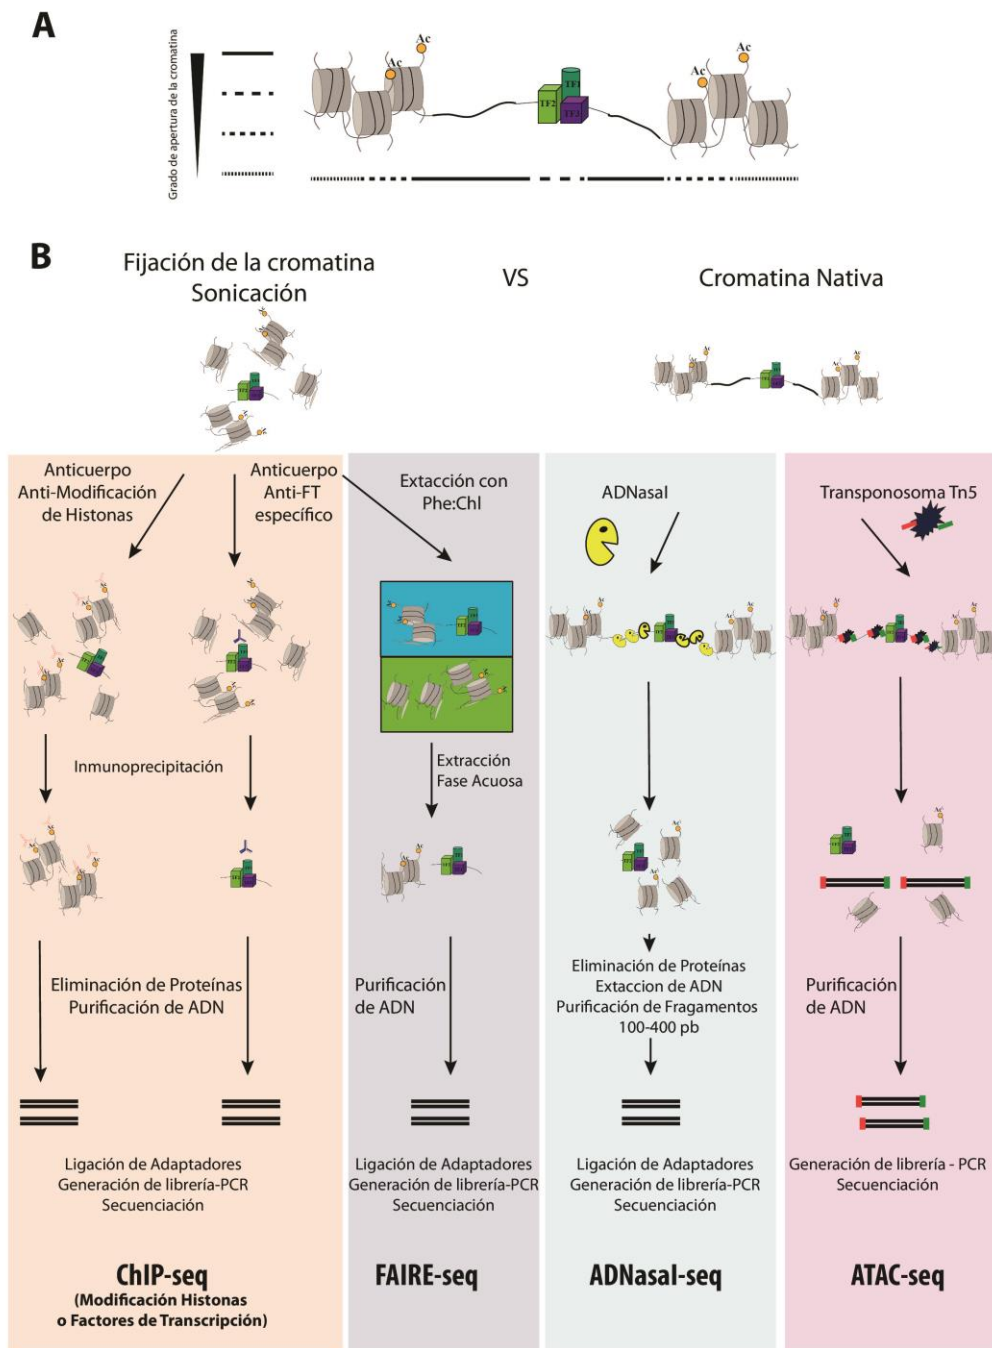 A
Grado de apertura de la cromatina
Ac
Ac
TF1
TF2
TF3
Ac
Ac
B
Fijación de la cromatina
Sonicación
VS
Cromatina Nativa
Anticuerpo
Anti-Modificación
de Histonas
Anticuerpo
Anti-FT
específico
Extacción con
Phe:Chl
ADNasaI
Transponosoma Tn5
Inmunoprecipitación
Extracción
Fase Acuosa
Eliminación de Proteínas
Purificación de ADN
Purificación
de ADN
Eliminación de Proteínas
Extaccion de ADN
Purificación de Fragamentos
100-400 pb
Purificación
de ADN
Ligación de Adaptadores
Generación de librería-PCR
Secuenciación
Ligación de Adaptadores
Generación de librería-PCR
Secuenciación
Ligación de Adaptadores
Generación de librería-PCR
Secuenciación
Generación de librería - PCR
Secuenciación
ChIP-seq
(Modificación Histonas
o Factores de Transcripción)
FAIRE-seq
ADNasaI-seq
ATAC-seq